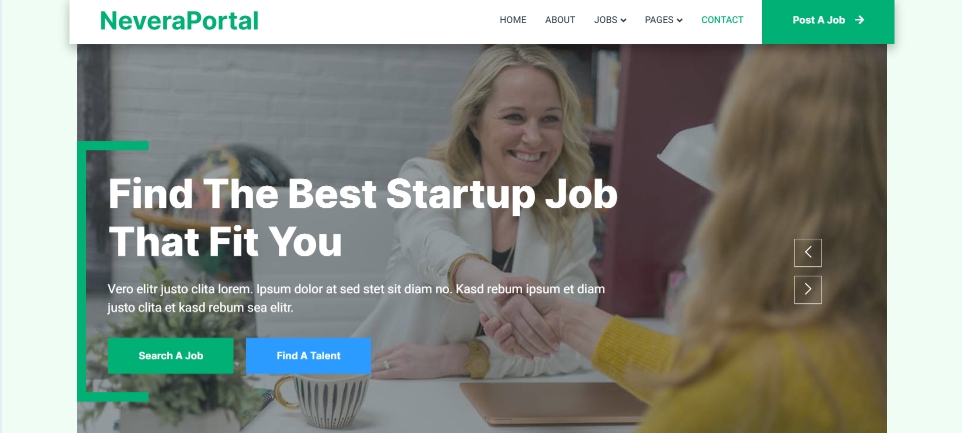 NeveraPortal
HOME ABOUT JOBS PAGES CONTACT Post A Job
Find The Best Startup Job
That Fit You
Vero elitr justo clita lorem. Ipsum dolor at sed stet sit diam no. Kasd rebum ipsum et diam
justo clita et kasd rebum sea elitr.
Search A Job Find A Talent